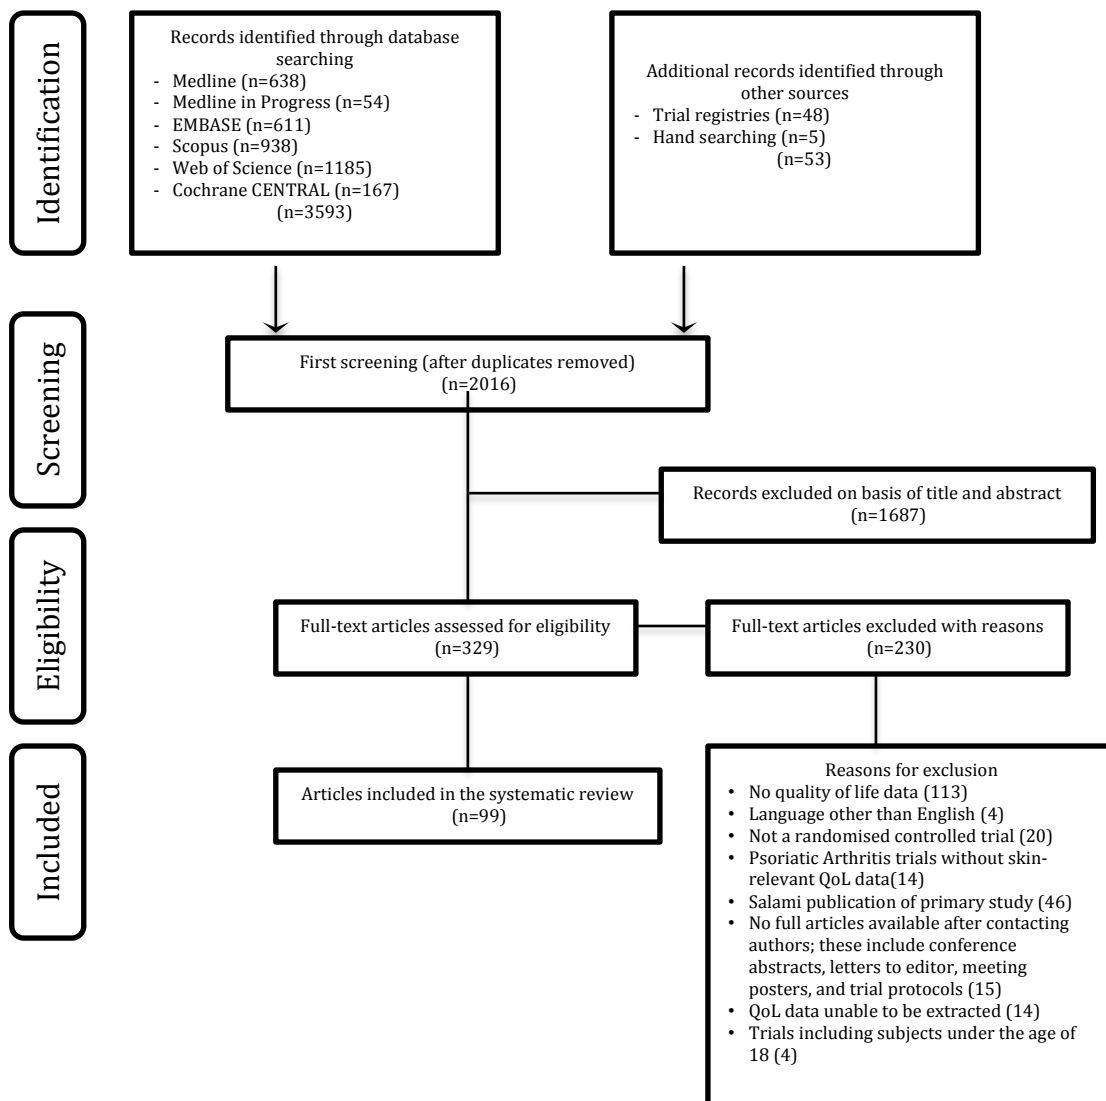 Identification
Records identified through database
searching
- Medline (n=638)
- Medline in Progress (n=54)
- EMBASE (n=611)
- Scopus (n=938)
- Web of Science (n=1185)
- Cochrane CENTRAL (n=167)
(n=3593)
Additional records identified through
other sources
- Trial registries (n=48)
- Hand searching (n=5)
(n=53)
Screening
First screening (after duplicates removed)
(n=2016)
Records excluded on basis of title and abstract
(n=1687)
Eligibility
Full-text articles assessed for eligibility
(n=329)
Full-text articles excluded with reasons
(n=230)
Included
Articles included in the systematic review
(n=99)
Reasons for exclusion
• No quality of life data (113)
• Language other than English (4)
• Not a randomised controlled trial (20)
• Psoriatic Arthritis trials without skin-
relevant QoL data(14)
• Salami publication of primary study (46)
• No full articles available after contacting
authors; these include conference
abstracts, letters to editor, meeting
posters, and trial protocols (15)
• QoL data unable to be extracted (14)
• Trials including subjects under the age of
18 (4)